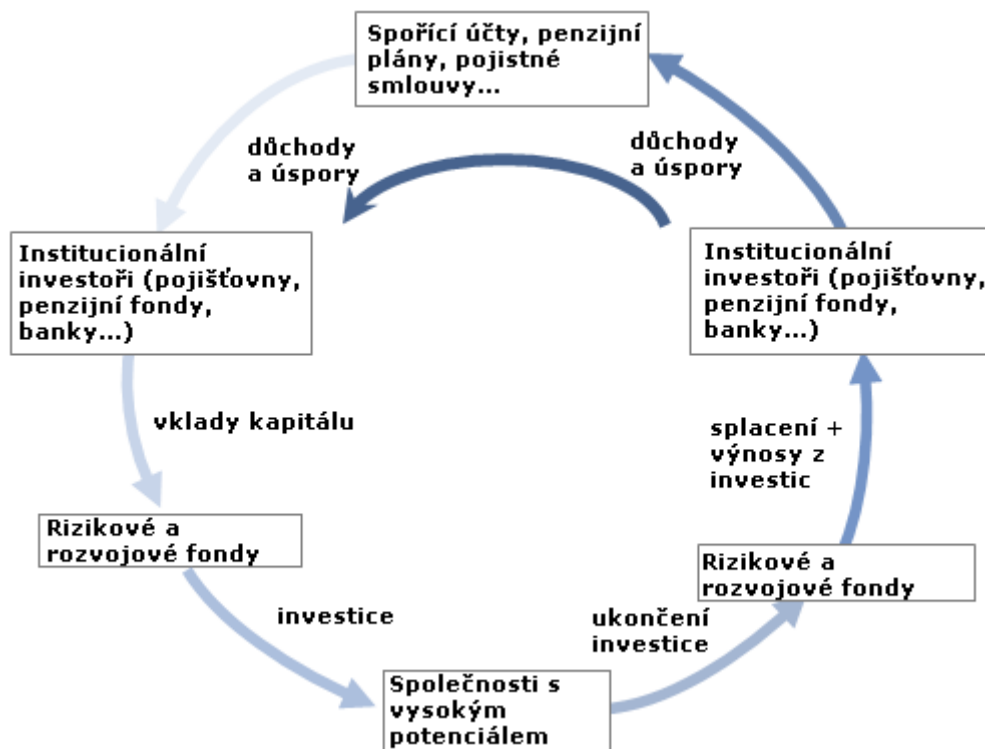 Spořící účty, penzijní
plány, pojistné
smlouvy...
důchody
a úspory
důchody
a úspory
Institucionální
investoři (pojišťovny,
penzijní fondy,
banky...)
Institucionální
investoři (pojišťovny,
penzijní fondy,
banky...)
vklady kapitálu
splacení +
výnosy z
investic
Rizikové a
rozvojové fondy
Rizikové a
rozvojové fondy
investice
ukončení
investice
Společnosti s
vysokým
potenciálem